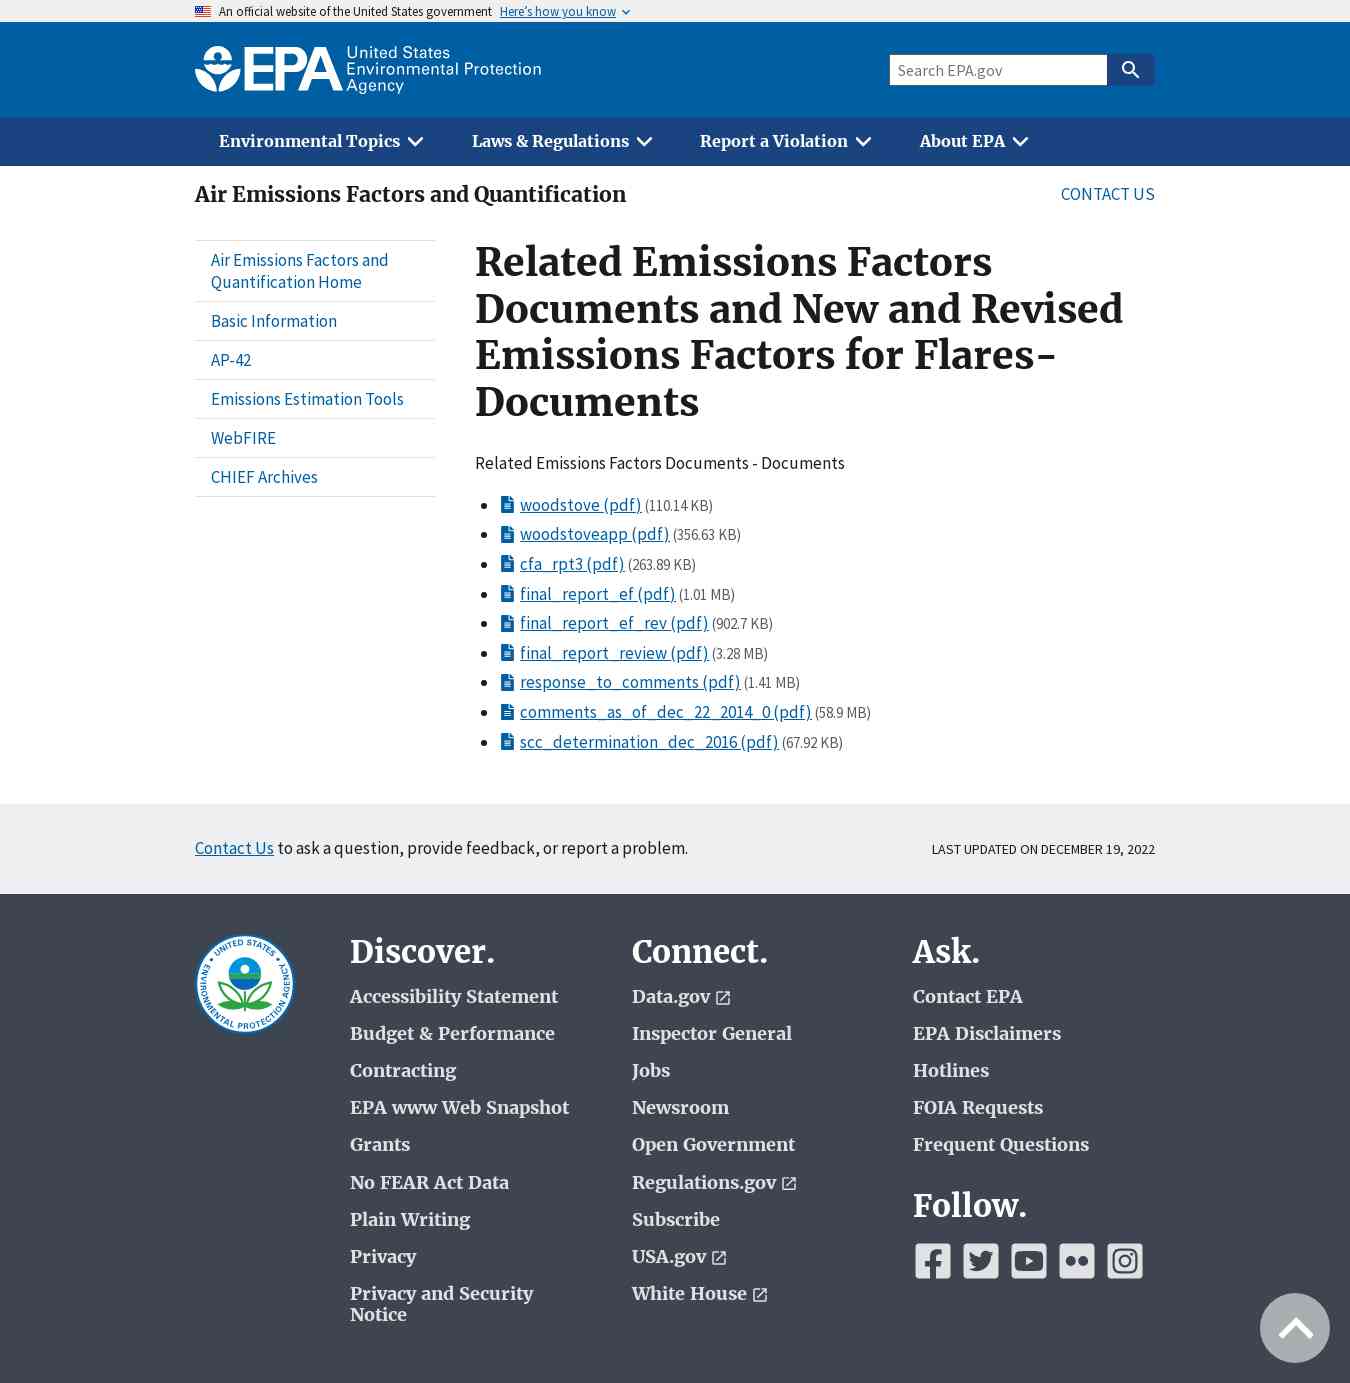 An official website of the United States government Here's how you know
EPA
United States
Environmental Protection
Agency
Search EPA.gov
Environmental Topics
Laws & Regulations
Report a Violation
About EPA
Air Emissions Factors and Quantification
CONTACT US
Air Emissions Factors and
Quantification Home
Basic Information
AP-42
Emissions Estimation Tools
WebFIRE
CHIEF Archives
Related Emissions Factors
Documents and New and Revised
Emissions Factors for Flares-
Documents
Related Emissions Factors Documents - Documents
woodstove (pdf) (110.14 KB)
woodstoveapp (pdf) (356.63 KB)
cfa_rpt3 (pdf) (263.89 KB)
final_report_ef (pdf) (1.01 MB)
final_report_ef_rev (pdf) (902.7 KB)
final_report_review (pdf) (3.28 MB)
response_to_comments (pdf) (1.41 MB)
comments_as_of_dec_22_2014_0 (pdf) (58.9 MB)
scc_determination_dec_2016 (pdf) (67.92 KB)
Contact Us to ask a question, provide feedback, or report a problem.
LAST UPDATED ON DECEMBER 19, 2022
UNITED STATES
ENVIRONMENTAL PROTECTION AGENCY
Discover.
Accessibility Statement
Budget & Performance
Contracting
EPA www Web Snapshot
Grants
No FEAR Act Data
Plain Writing
Privacy
Privacy and Security
Notice
Connect.
Data.gov
Inspector General
Jobs
Newsroom
Open Government
Regulations.gov
Subscribe
USA.gov
White House
Ask.
Contact EPA
EPA Disclaimers
Hotlines
FOIA Requests
Frequent Questions
Follow.